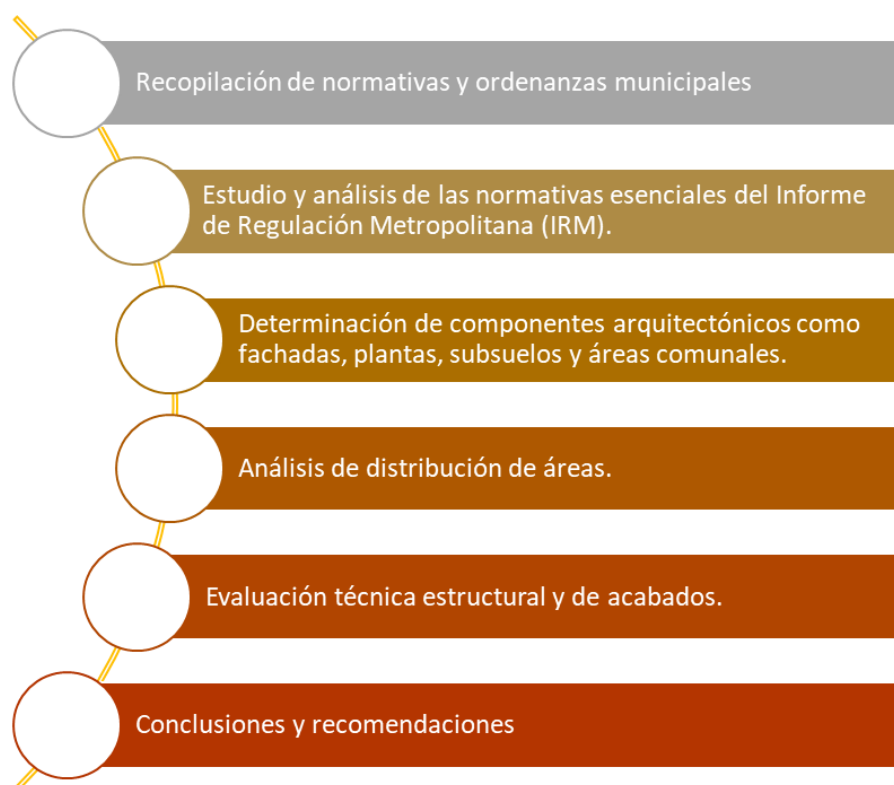 Recopilación de normativas y ordenanzas municipales
Estudio y análisis de las normativas esenciales del Informe
de Regulación Metropolitana (IRM).
Determinación de componentes arquitectónicos como
fachadas, plantas, subsuelos y áreas comunales.
Análisis de distribución de áreas.
Evaluación técnica estructural y de acabados.
Conclusiones y recomendaciones